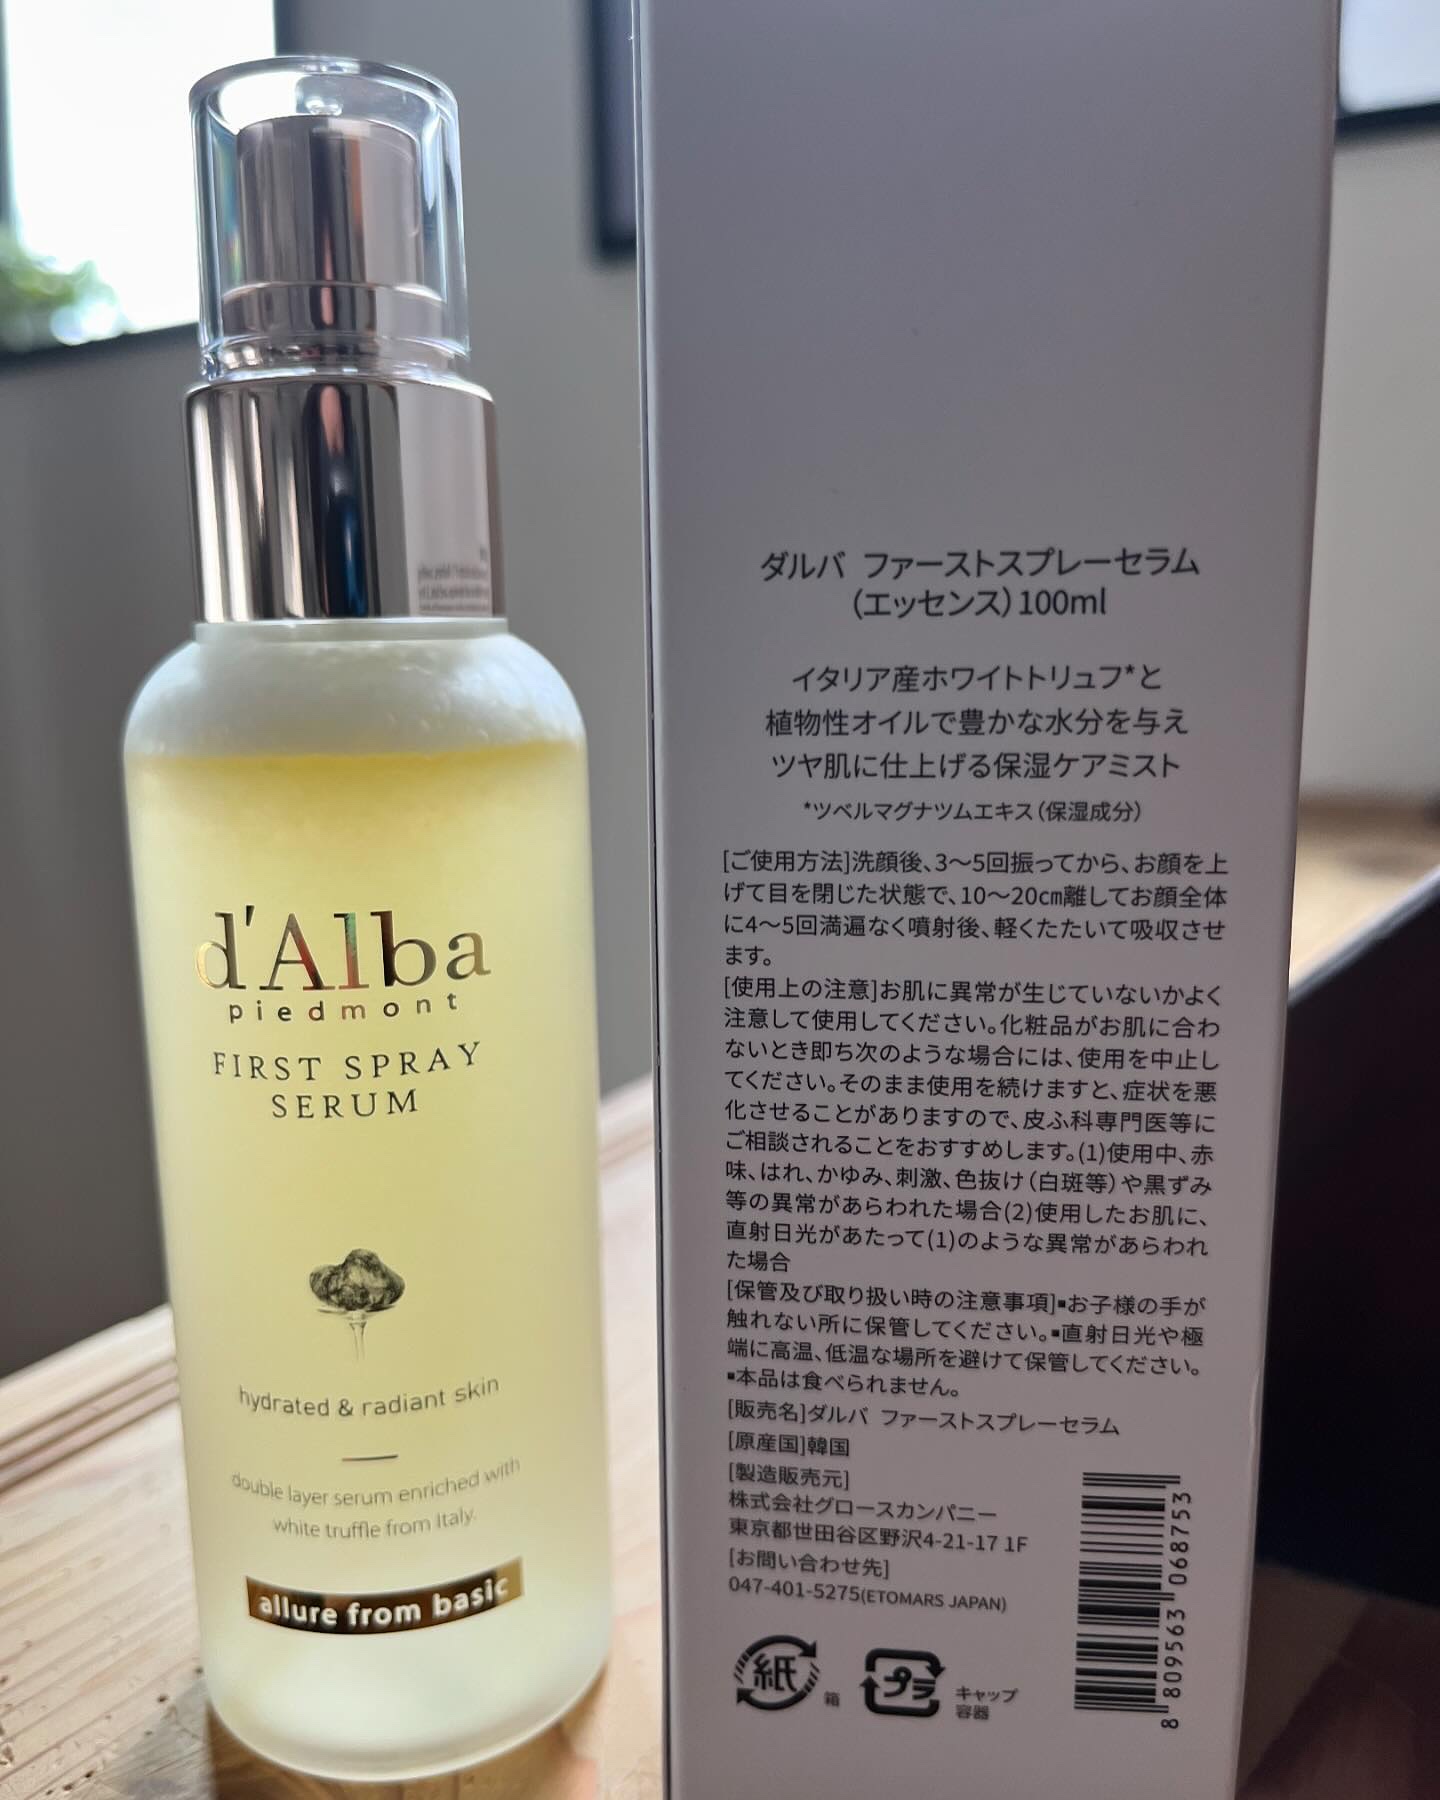 d'Alba
piedmont
FIRST SPRAY
SERUM
hydrated & radiant skin
double layer serum enriched with
white truffle from Italy.
allure from basic
ダルバ ファーストスプレーセラム
(エッセンス)100ml
イタリア産ホワイトトリュフ*と
植物性オイルで豊かな水分を与え
ツヤ肌に仕上げる保湿ケアミスト
*ツベルマグナツムエキス(保湿成分)
[ご使用方法]洗顔後、3〜5回振ってから、お顔を上
げて目を閉じた状態で、10〜20㎝離してお顔全体
に4〜5回満遍なく噴射後、軽くたたいて吸収させ
ます。
[使用上の注意]お肌に異常が生じていないかよく
注意して使用してください。化粧品がお肌に合わ
ないとき即ち次のような場合には、使用を中止し
てください。そのまま使用を続けますと、症状を悪
化させることがありますので、皮ふ科専門医等に
ご相談されることをおすすめします。(1)使用中、赤
味、はれ、かゆみ、刺激、色抜け(白斑等)や黒ずみ
等の異常があらわれた場合(2)使用したお肌に、
直射日光があたって(1)のような異常があらわれ
た場合
[保管及び取り扱い時の注意事項]▪お子様の手が
触れない所に保管してください。▪直射日光や極
端に高温、低温な場所を避けて保管してください。
▪本品は食べられません。
[販売名]ダルバ ファーストスプレーセラム
[原産国]韓国
[製造販売元]
株式会社グロースカンパニー
東京都世田谷区野沢4-21-17 1F
[お問い合わせ先]
047-401-5275(ETOMARS JAPAN)
紙
箱
プラ
キャップ
容器
8 809563 068753